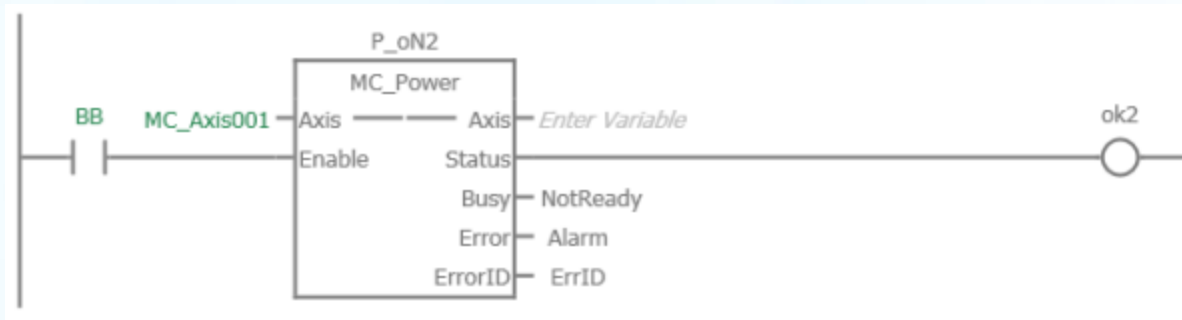 P_oN2
MC_Power
BB MC_Axis001 Axis Axis Enter Variable ok2
Enable Status
Busy NotReady
Error Alarm
ErrorID ErrID